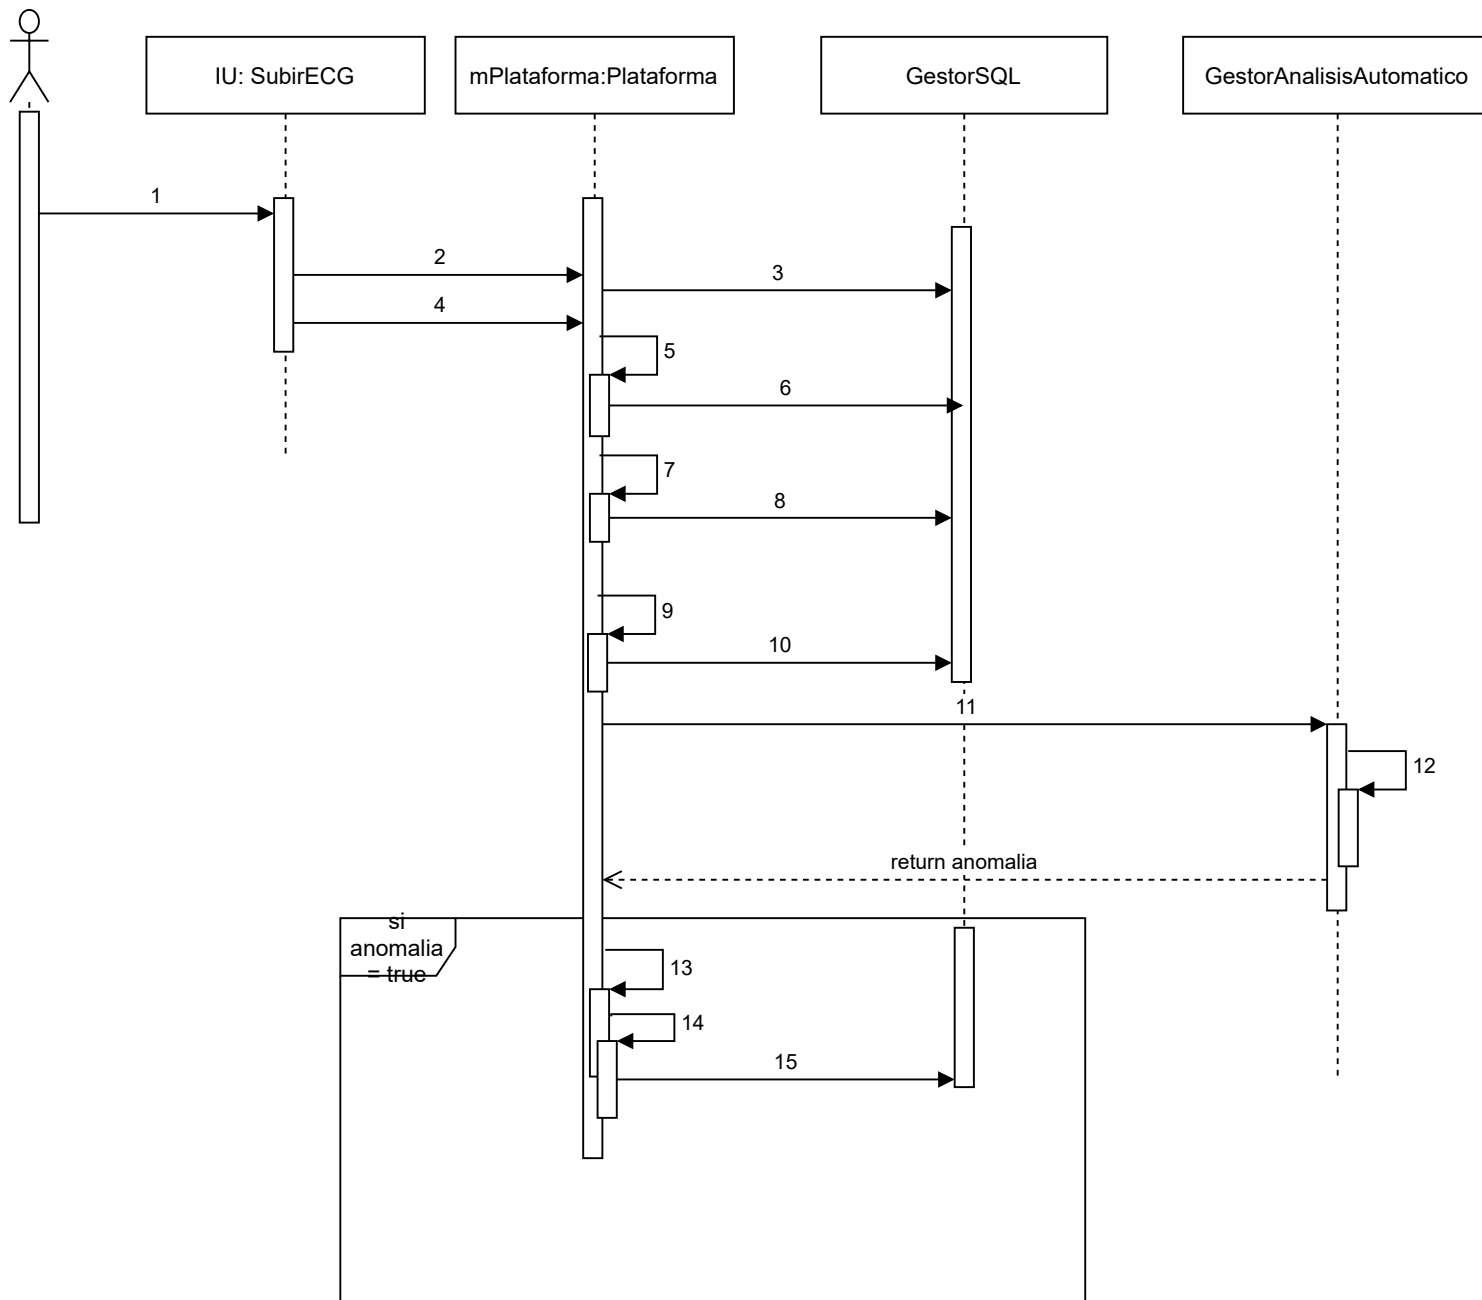 IU: SubirECG
mPlataforma:Plataforma
GestorSQL
GestorAnalisisAutomatico
1
2
3
4
5
6
7
8
9
10
11
12
return anomalia
si
anomalia
= true
13
14
15